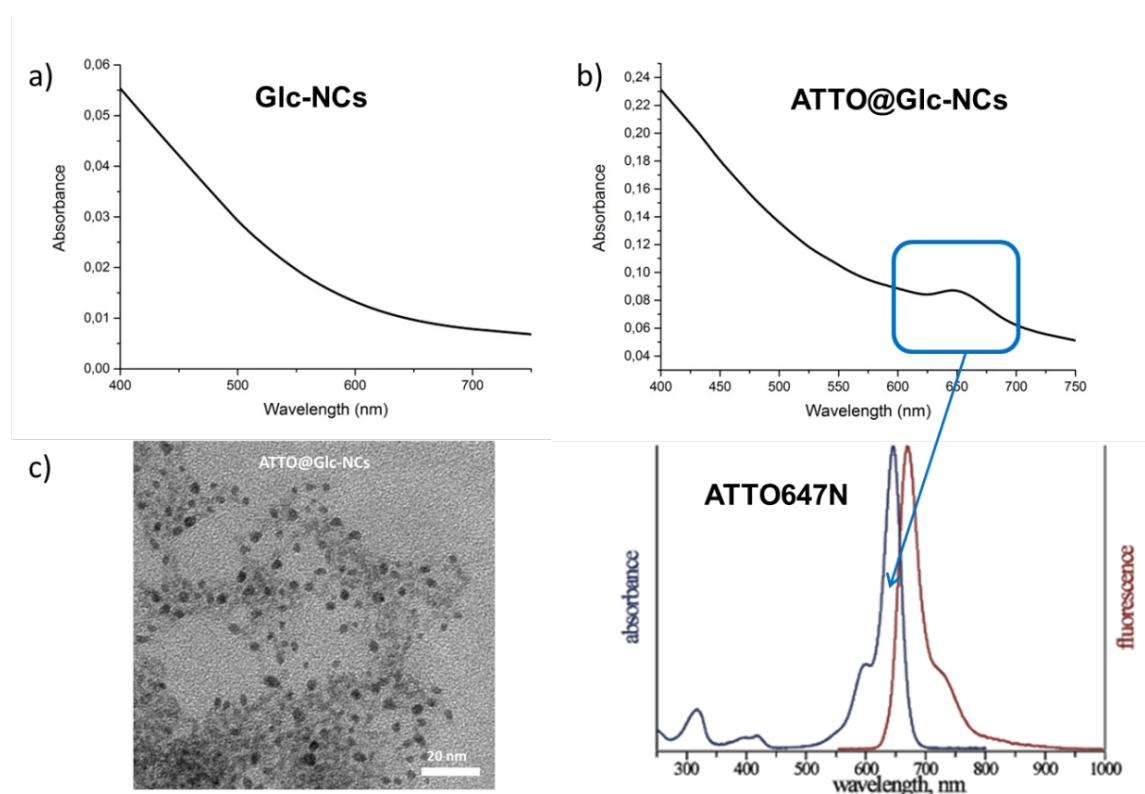 a)
Glc-NCs
0,06
0,05
0,04
0,03
0,02
0,01
0,00
Absorbance
400
500
600
700
Wavelength (nm)
b)
ATTO@Glc-NCs
0,24
0,22
0,20
0,18
0,16
0,14
0,12
0,10
0,08
0,06
0,04
Absorbance
400
450
500
550
600
650
700
750
Wavelength (nm)
c)
ATTO@Glc-NCs
20 nm
ATTO647N
absorbance
fluorescence
300
400
500
600
700
800
900
1000
wavelength, nm